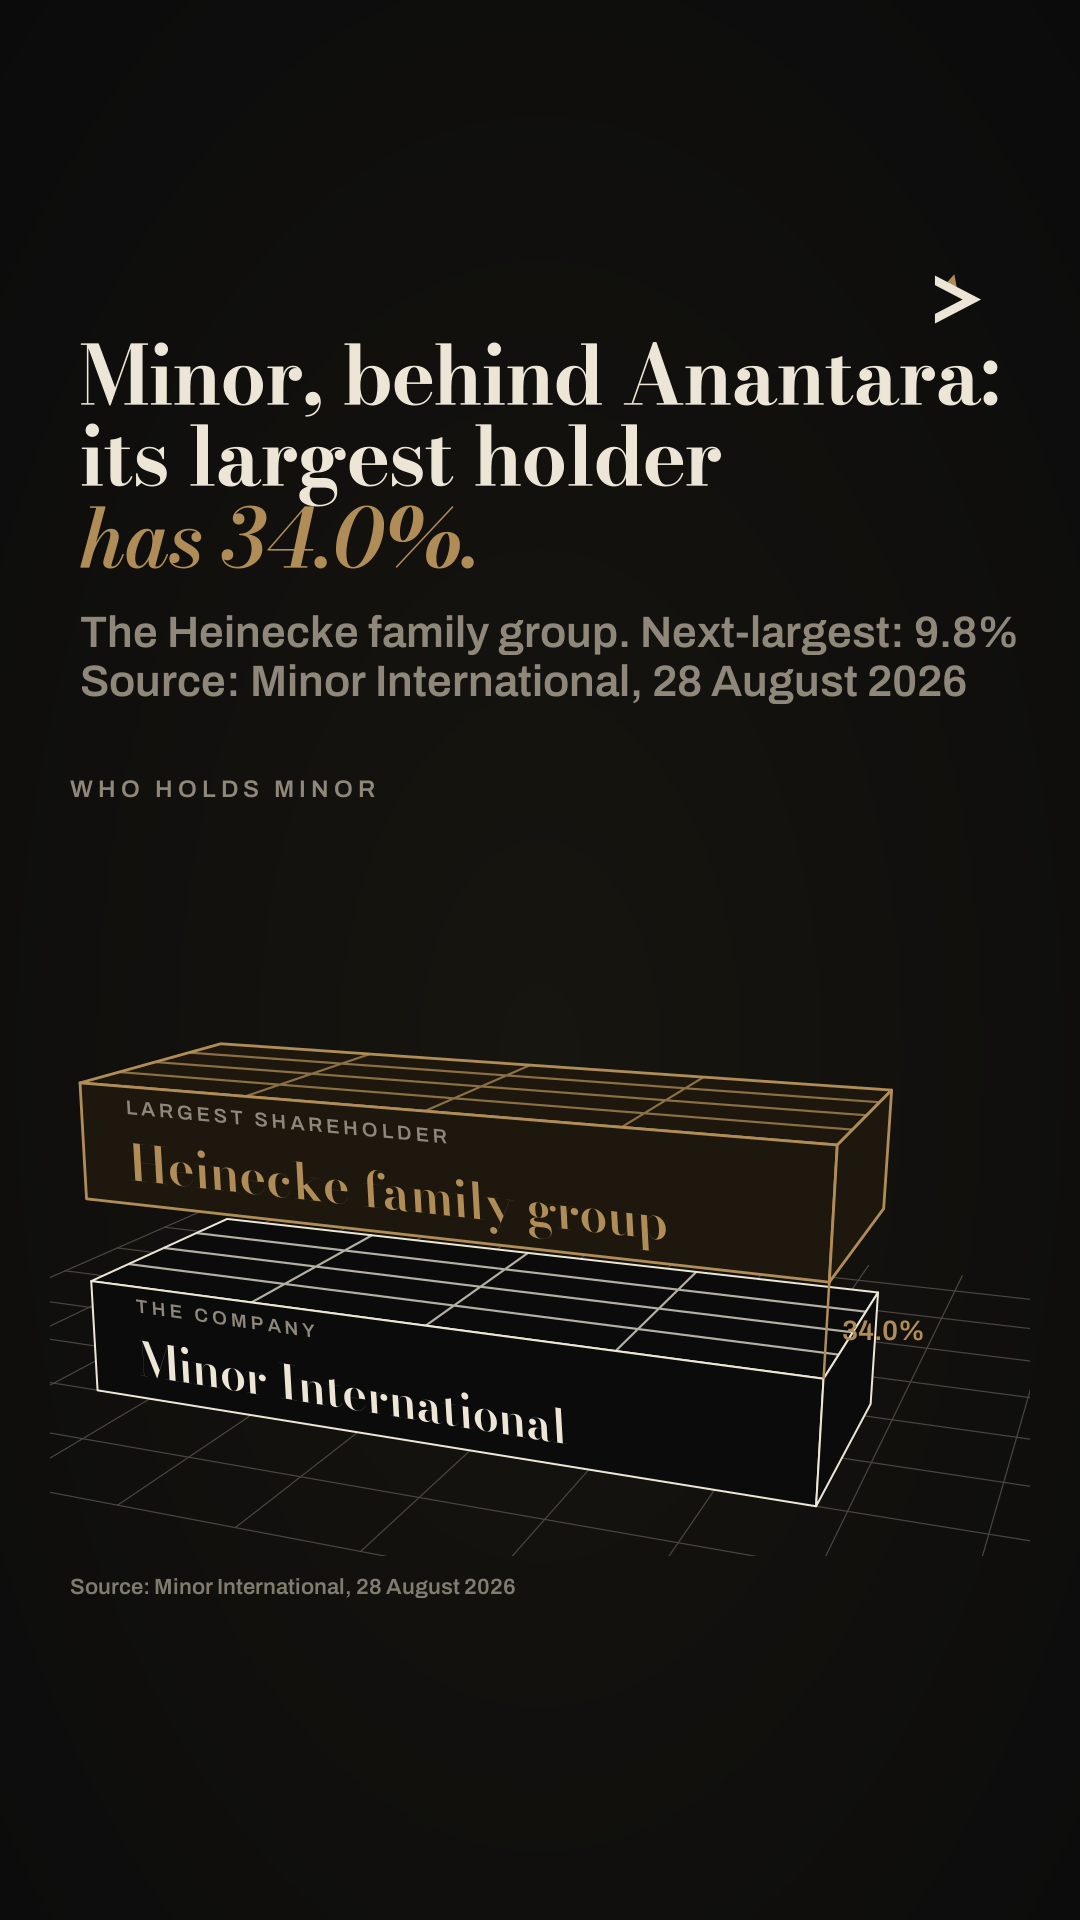 Minor, behind Anantara:
its largest holder
has 34.0%.
The Heinecke family group. Next-largest: 9.8%
Source: Minor International, 28 August 2026
WHO HOLDS MINOR
LARGEST SHAREHOLDER
Heinecke family group
THE COMPANY
Minor International
34.0%
Source: Minor International, 28 August 2026